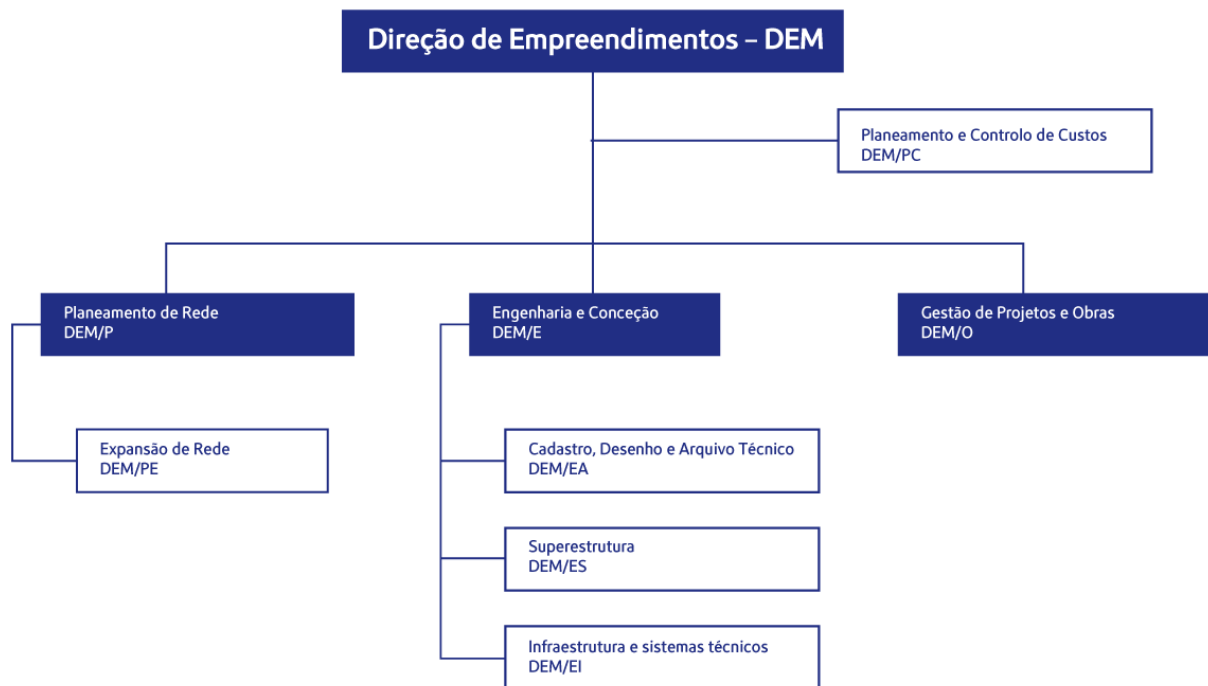 Direção de Empreendimentos – DEM
Planeamento e Controlo de Custos
DEM/PC
Planeamento de Rede
DEM/P
Engenharia e Conceção
DEM/E
Gestão de Projetos e Obras
DEM/O
Expansão de Rede
DEM/PE
Cadastro, Desenho e Arquivo Técnico
DEM/EA
Superestrutura
DEM/ES
Infraestrutura e sistemas técnicos
DEM/EI